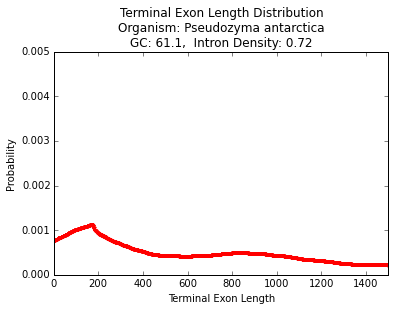 Terminal Exon Length Distribution
Organism: Pseudozyma antarctica
GC: 61.1,  Intron Density: 0.72
0.005
0.004
0.003
0.002
0.001
0.000
Probability
0 200 400 600 800 1000 1200 1400
Terminal Exon Length